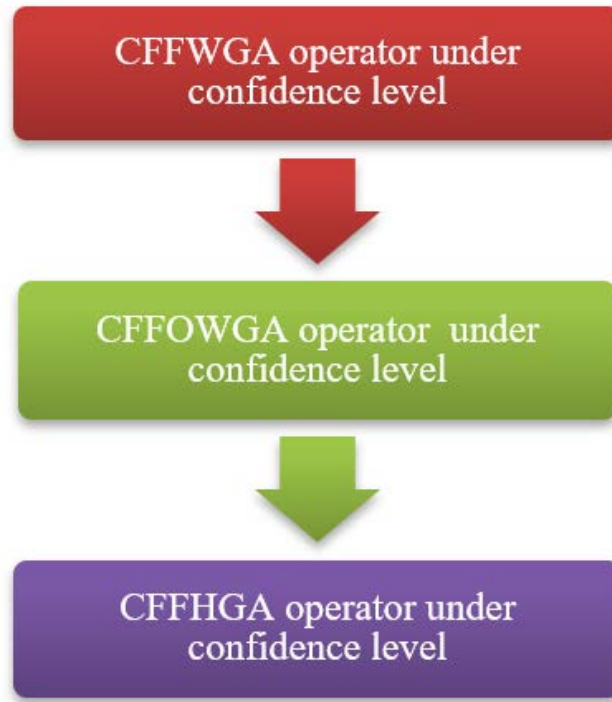 CFFWGA operator under
confidence level
CFFOWGA operator under
confidence level
CFFHGA operator under
confidence level